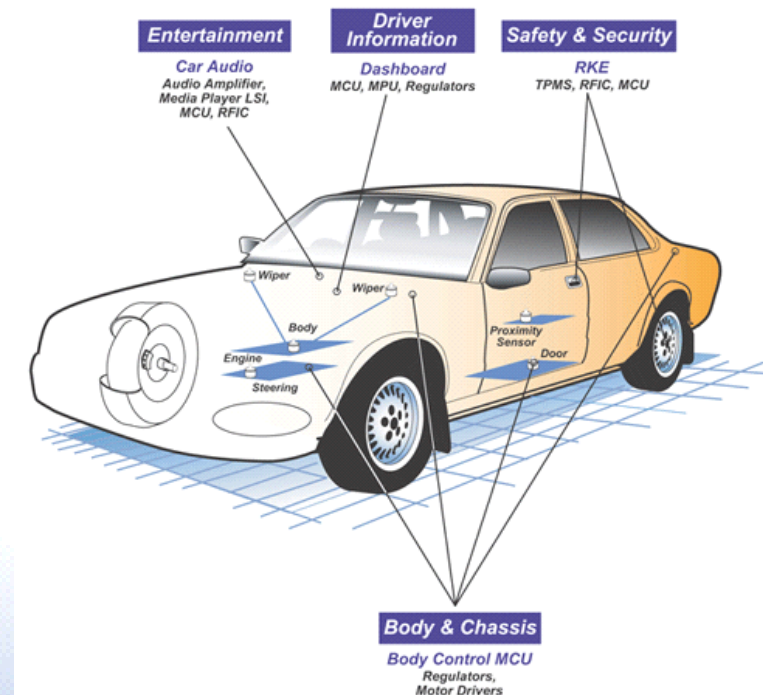 Entertainment
Car Audio
Audio Amplifier,
Media Player LSI,
MCU, RFIC
Driver
Information
Dashboard
MCU, MPU, Regulators
Safety & Security
RKE
TPMS, RFIC, MCU
Wiper
Wiper
Body
Engine
Steering
Proximity
Sensor
Door
Body & Chassis
Body Control MCU
Regulators,
Motor Drivers